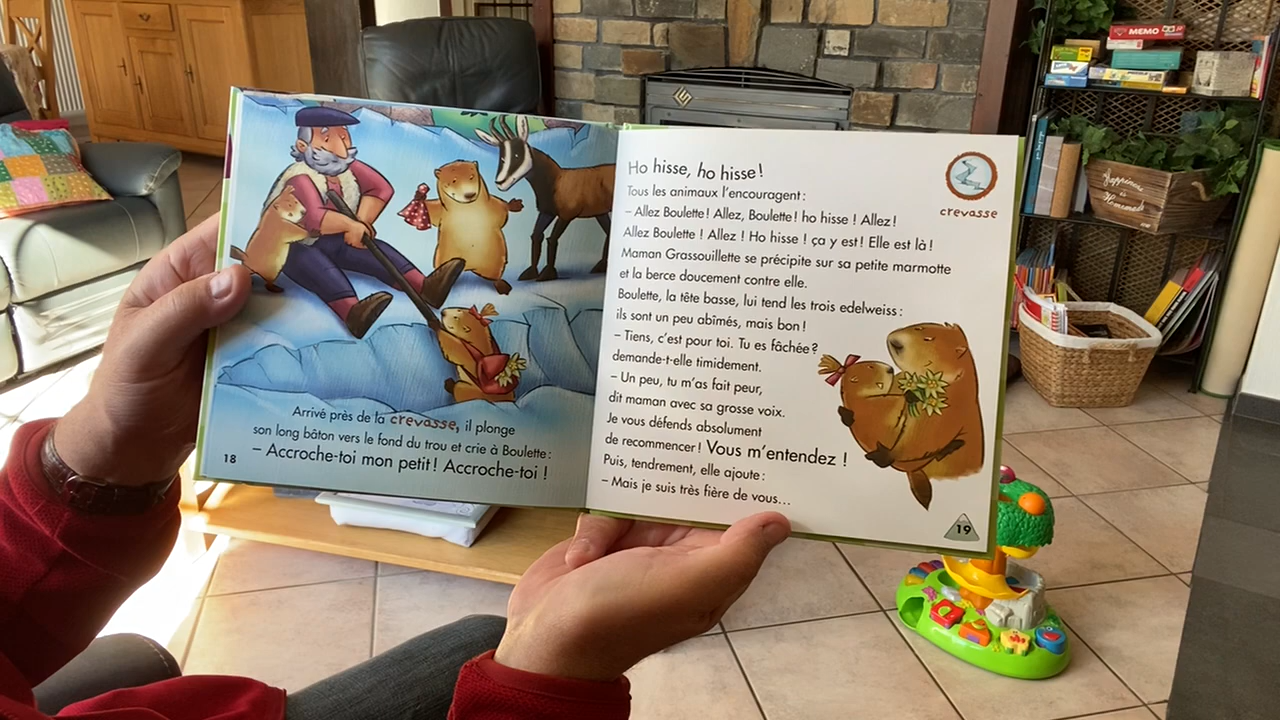 Arrivé près de la crevasse, il plonge
son long bâton vers le fond du trou et crie à Boulette :
– Accroche-toi mon petit ! Accroche-toi !
18
Ho hisse, ho hisse !
Tous les animaux l'encouragent :
– Allez Boulette ! Allez, Boulette ! ho hisse ! Allez !
Allez Boulette ! Allez ! Ho hisse ! ça y est ! Elle est là !
Maman Grassouillette se précipite sur sa petite marmotte
et la berce doucement contre elle.
Boulette, la tête basse, lui tend les trois edelweiss :
ils sont un peu abîmés, mais bon !
– Tiens, c'est pour toi. Tu es fâchée ?
demande-t-elle timidement.
– Un peu, tu m'as fait peur,
dit maman avec sa grosse voix.
Je vous défends absolument
de recommencer ! Vous m'entendez !
Puis, tendrement, elle ajoute :
– Mais je suis très fière de vous...
crevasse
19
MEMO
Happiness
is
Homemade